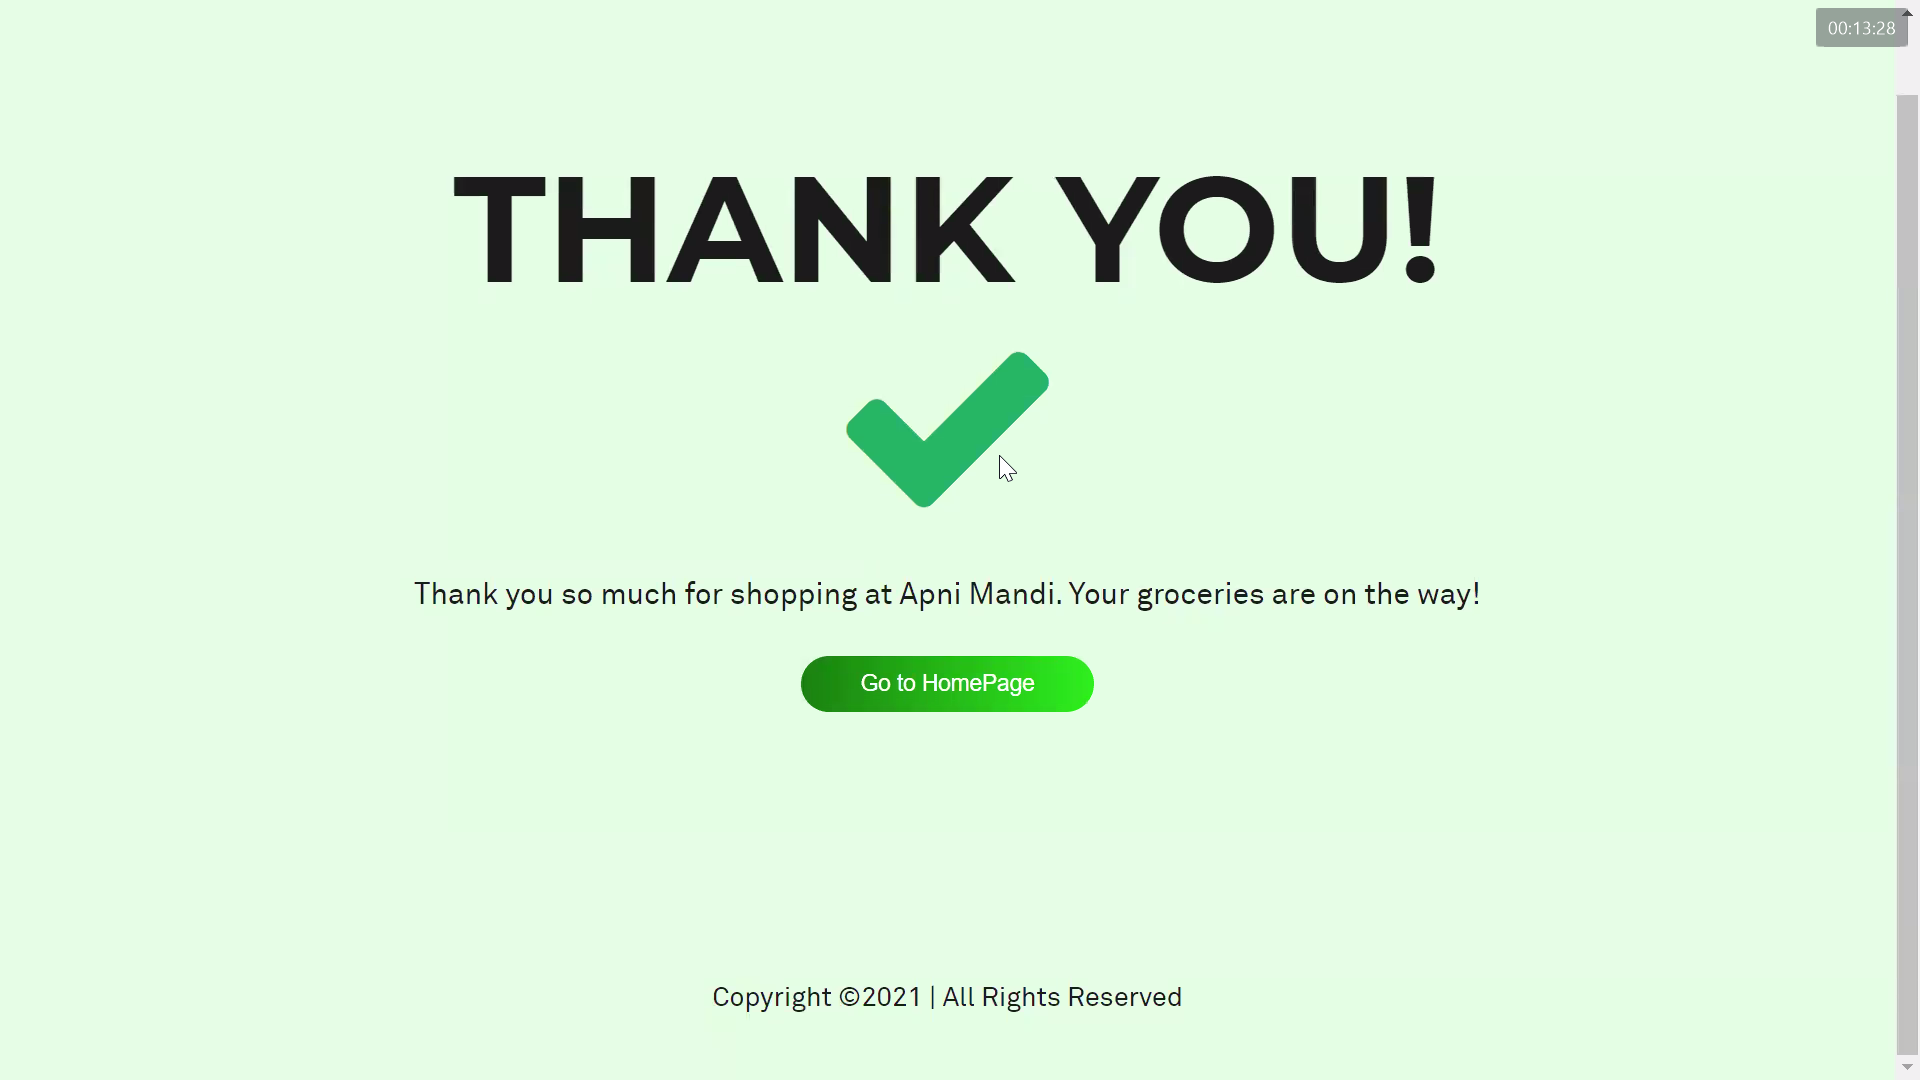 00:13:28
THANK YOU!
Thank you so much for shopping at Apni Mandi. Your groceries are on the way!
Go to HomePage
Copyright ©2021 | All Rights Reserved